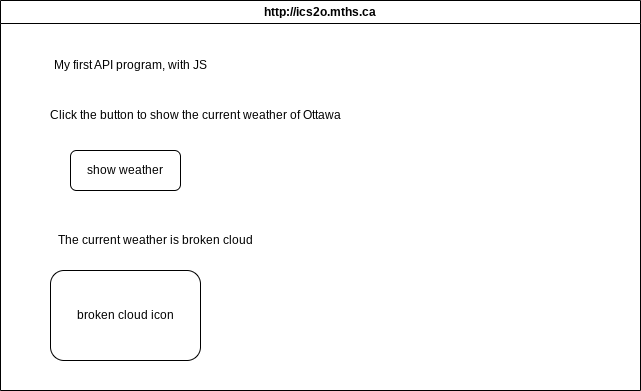 http://ics2o.mths.ca
My first API program, with JS
Click the button to show the current weather of Ottawa
show weather
The current weather is broken cloud
broken cloud icon